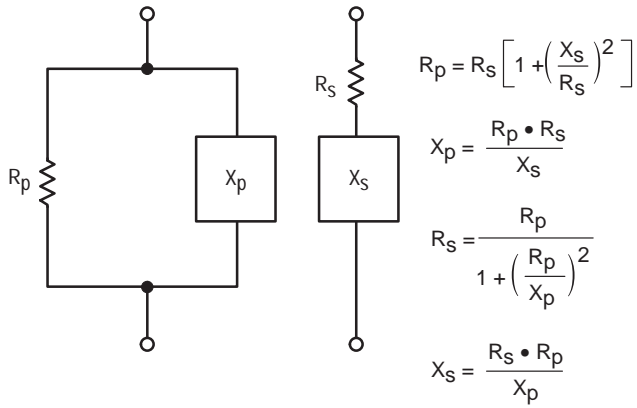 Rp
Xp
Rs
Xs
Rp = Rs [ 1 + ( Xs / Rs )2 ]
Xp = Rp • Rs / Xs
Rs = Rp / 1 + ( Rp / Xp )2
Xs = Rs • Rp / Xp